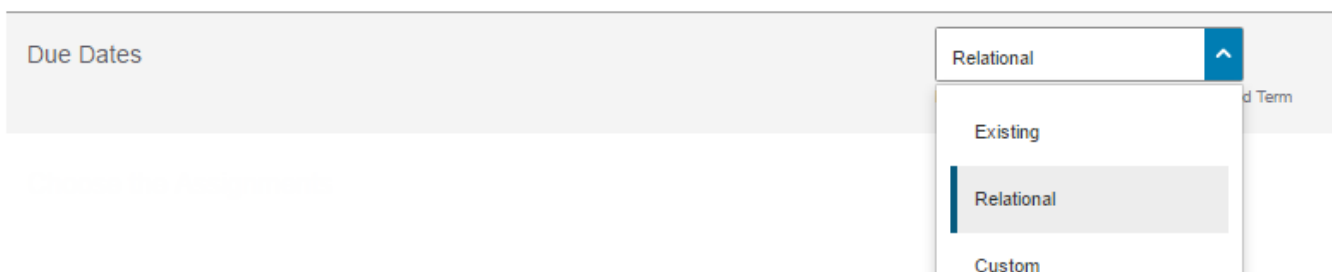 Due Dates
Relational
d Term
Existing
Relational
Custom